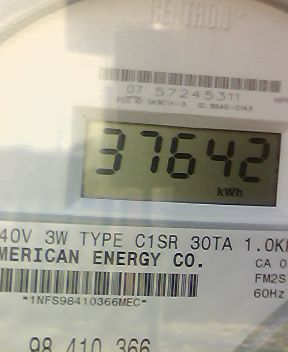 CENTRON®
07 57245311
37642
kWh
40V 3W TYPE C1SR 30TA 1.0K
MERICAN ENERGY CO.
CA 0
FM2S
*1NFS98410366MEC*
60Hz
98 410 366